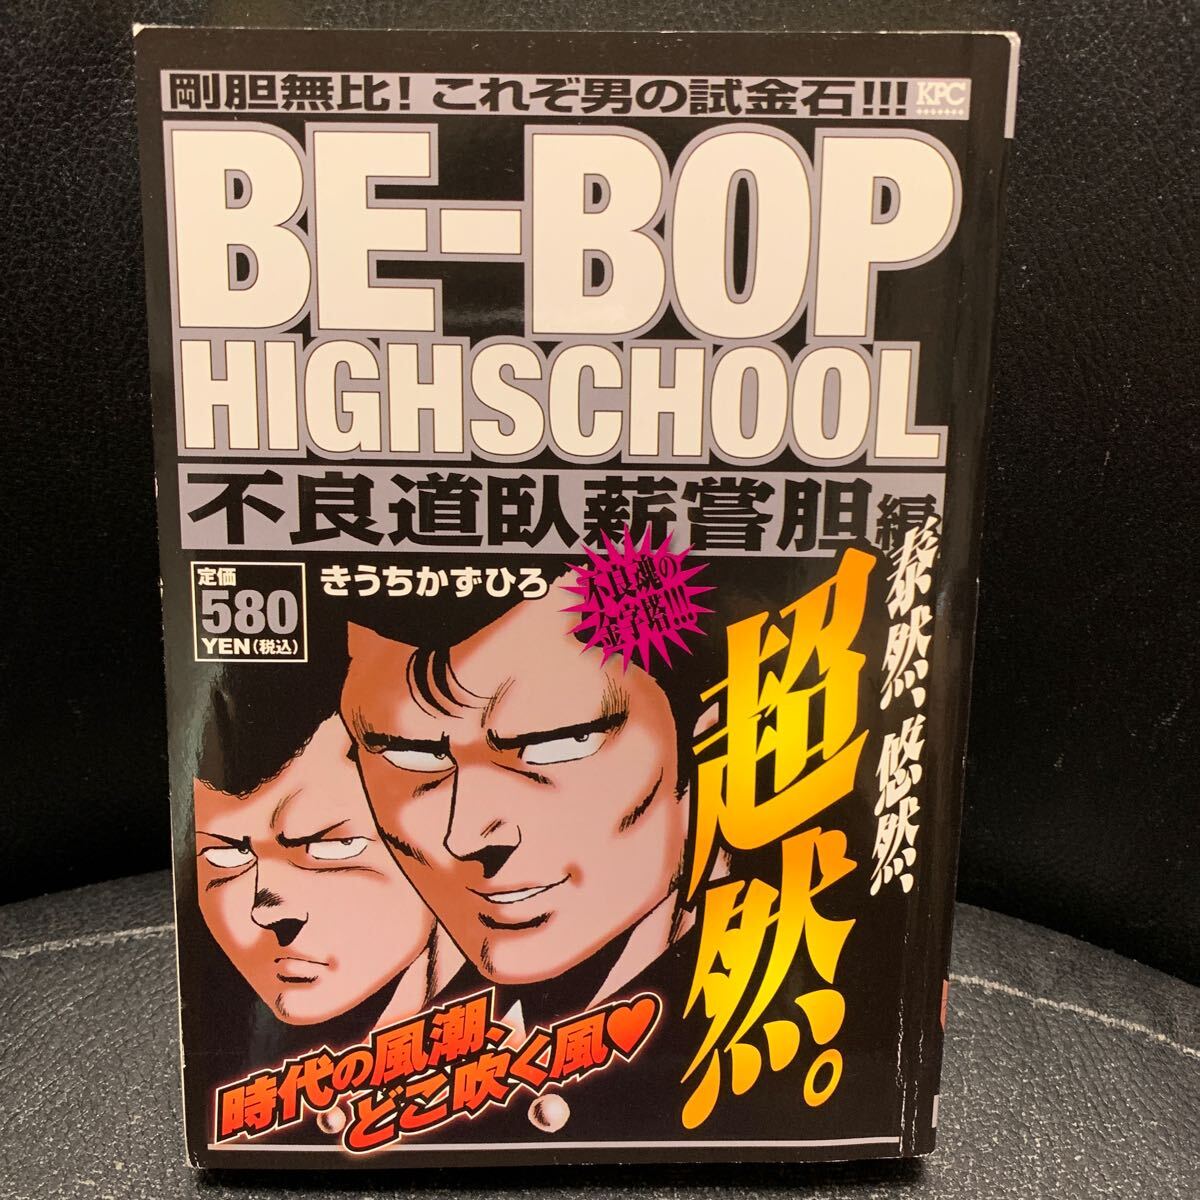 剛胆無比！これぞ男の試金石!!!
KPC
BE-BOP
HIGHSCHOOL
不良道臥薪嘗胆編
定価
580
YEN(税込)
きうちかずひろ
不良魂の
金字塔!!!
泰然、悠然、
超然。
時代の風潮、
どこ吹く風♥